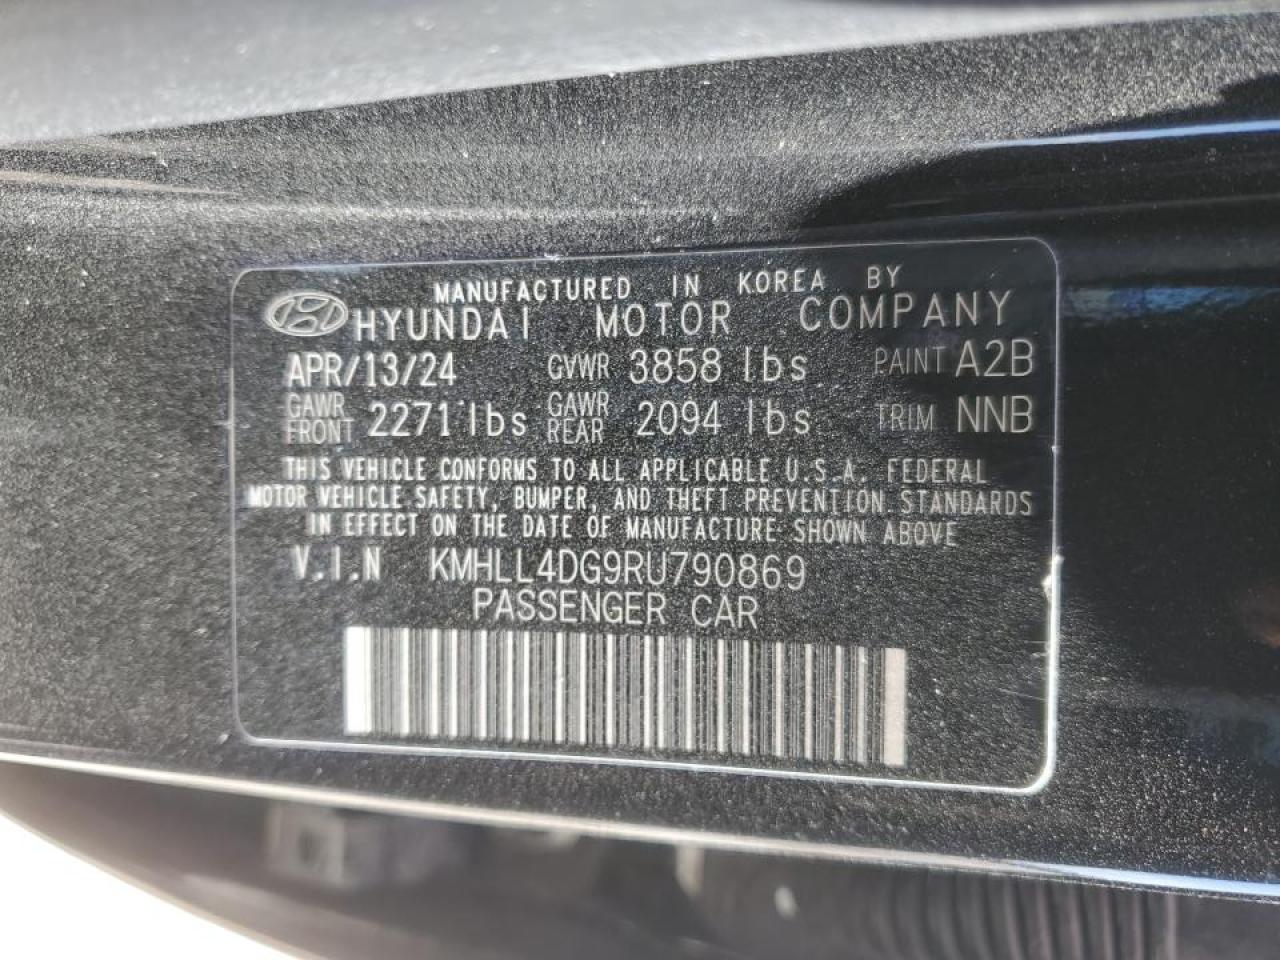 MANUFACTURED IN KOREA BY
HYUNDAI MOTOR COMPANY
APR/13/24 GVWR 3858 lbs PAINT A2B
GAWR FRONT 2271 lbs GAWR REAR 2094 lbs TRIM NNB
THIS VEHICLE CONFORMS TO ALL APPLICABLE U.S.A. FEDERAL
MOTOR VEHICLE SAFETY, BUMPER, AND THEFT PREVENTION STANDARDS
IN EFFECT ON THE DATE OF MANUFACTURE SHOWN ABOVE
V.I.N KMHLL4DG9RU790869
PASSENGER CAR